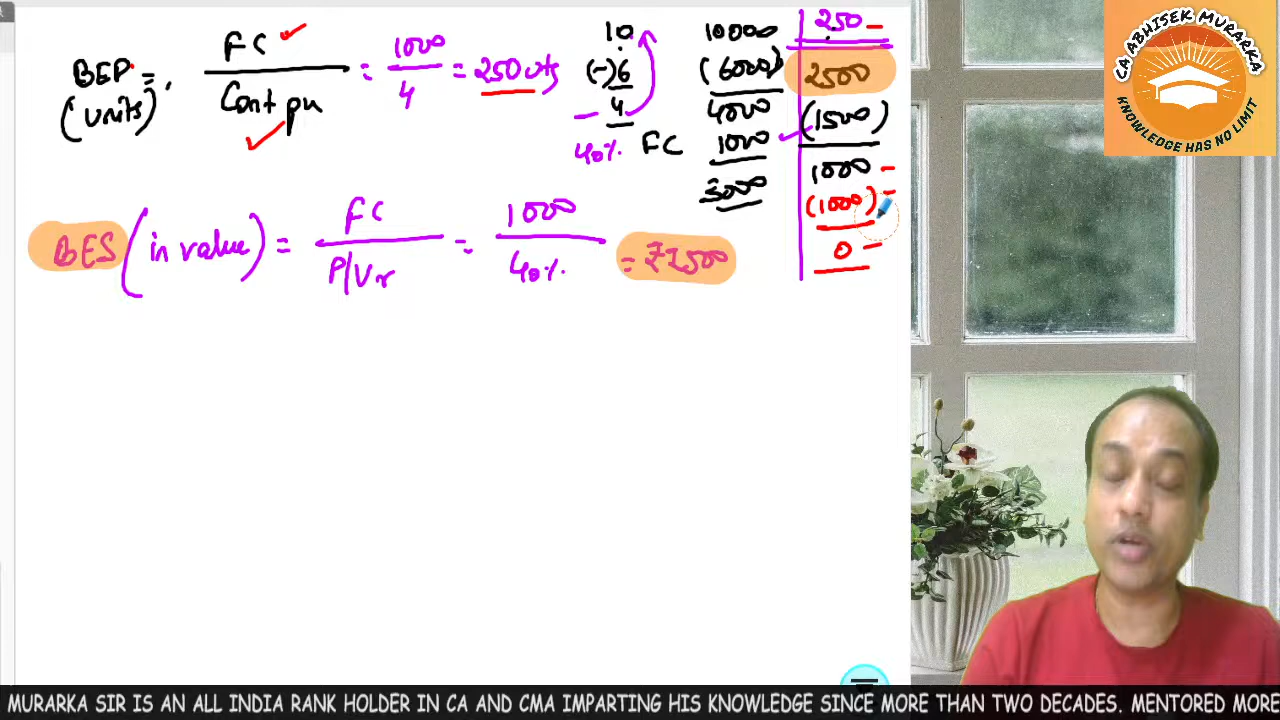 BEP (units) = FC / Cont pu = 1000 / 4 = 250 uts
10
(-) 6
4
40%
10000
(6000)
4000
FC 1000
3000
250
2500
(1500)
1000
(1000)
0
BES (in value) = FC / P/Vr = 1000 / 40% = ₹2500
CA ABHISEK MURARKA
KNOWLEDGE HAS NO LIMIT
MURARKA SIR IS AN ALL INDIA RANK HOLDER IN CA AND CMA IMPARTING HIS KNOWLEDGE SINCE MORE THAN TWO DECADES. MENTORED MORE